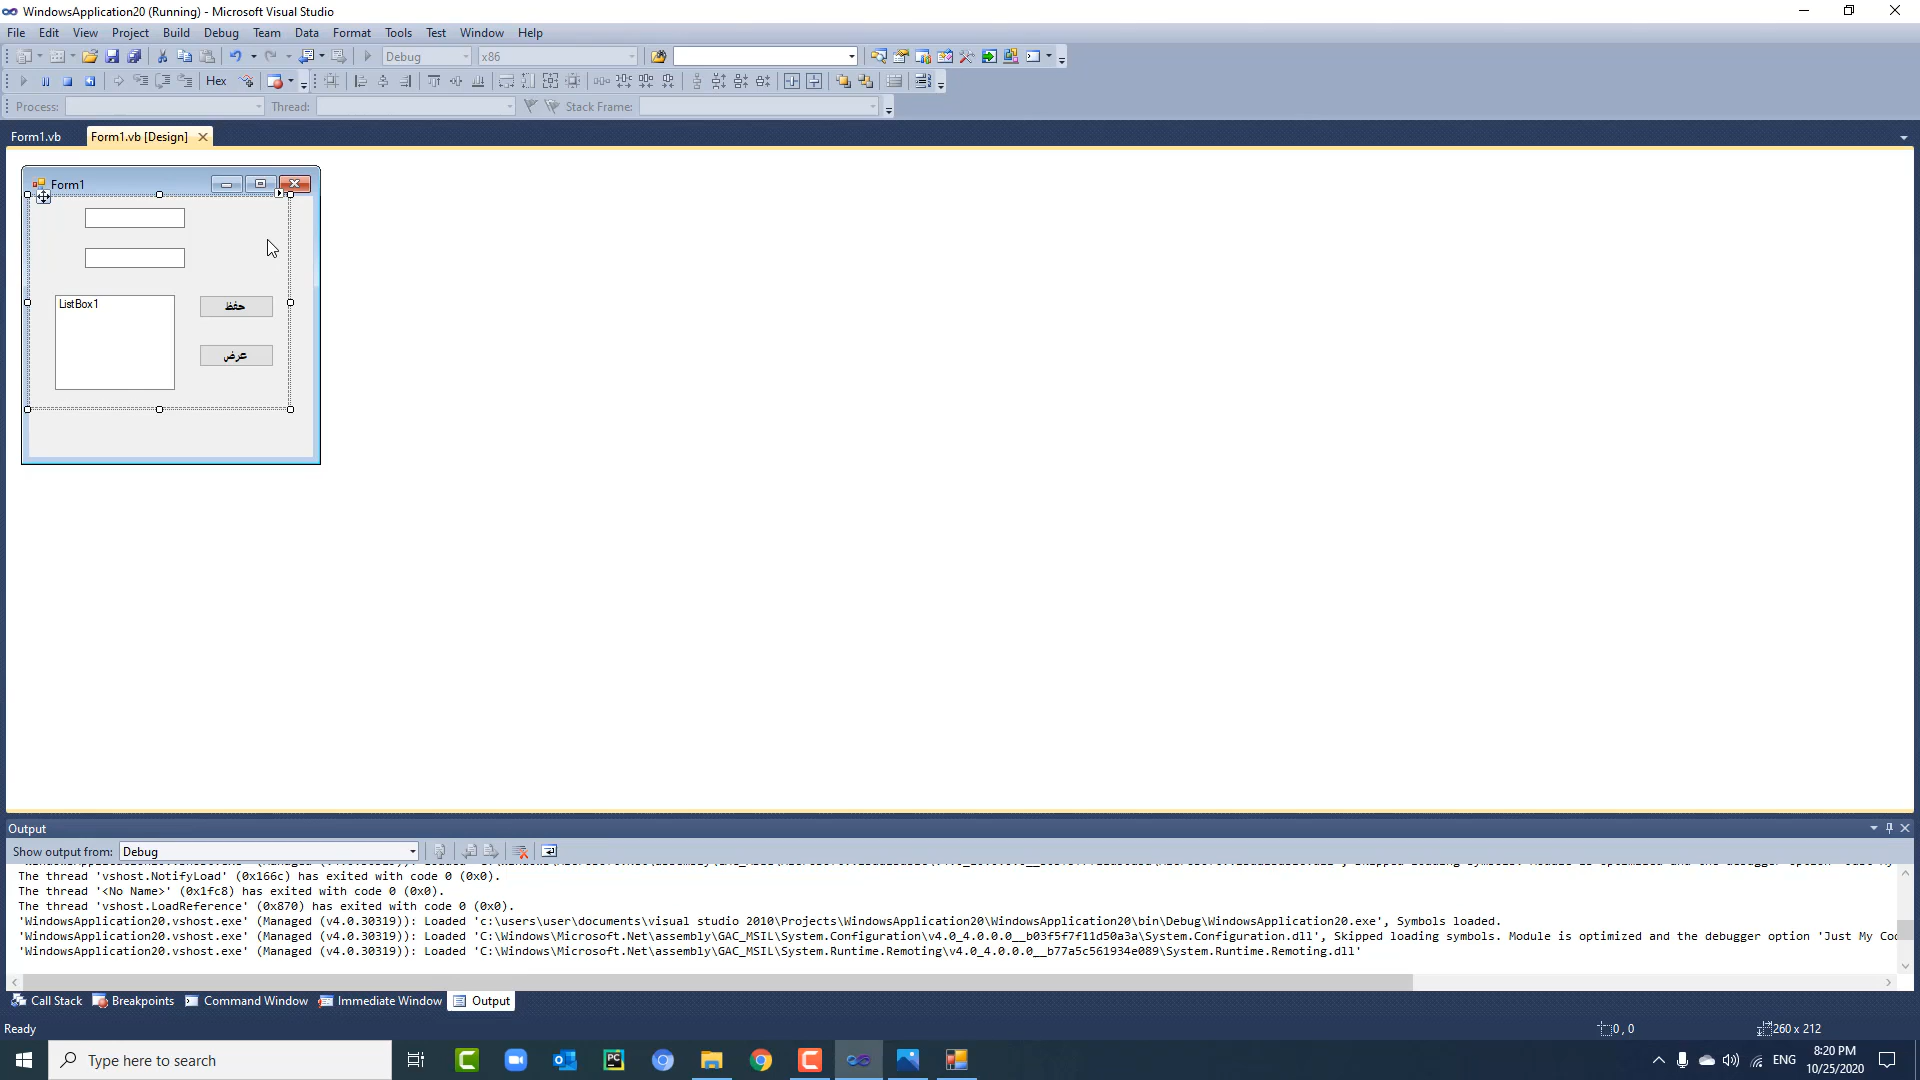 WindowsApplication20 (Running) - Microsoft Visual Studio
File Edit View Project Build Debug Team Data Format Tools Test Window Help
Debug x86
Hex
Process: Thread: Stack Frame:
Form1.vb Form1.vb [Design]
Form1
ListBox1
حفظ
عرض
Output
Show output from: Debug
The thread 'vshost.NotifyLoad' (0x166c) has exited with code 0 (0x0).
The thread '<No Name>' (0x1fc8) has exited with code 0 (0x0).
The thread 'vshost.LoadReference' (0x870) has exited with code 0 (0x0).
'WindowsApplication20.vshost.exe' (Managed (v4.0.30319)): Loaded 'c:\users\user\documents\visual studio 2010\Projects\WindowsApplication20\WindowsApplication20\bin\Debug\WindowsApplication20.exe', Symbols loaded.
'WindowsApplication20.vshost.exe' (Managed (v4.0.30319)): Loaded 'C:\Windows\Microsoft.Net\assembly\GAC_MSIL\System.Configuration\v4.0_4.0.0.0__b03f5f7f11d50a3a\System.Configuration.dll', Skipped loading symbols. Module is optimized and the debugger option 'Just My Co
'WindowsApplication20.vshost.exe' (Managed (v4.0.30319)): Loaded 'C:\Windows\Microsoft.Net\assembly\GAC_MSIL\System.Runtime.Remoting\v4.0_4.0.0.0__b77a5c561934e089\System.Runtime.Remoting.dll'
Call Stack Breakpoints Command Window Immediate Window Output
Ready 0 , 0 260 x 212
Type here to search ENG 8:20 PM
10/25/2020